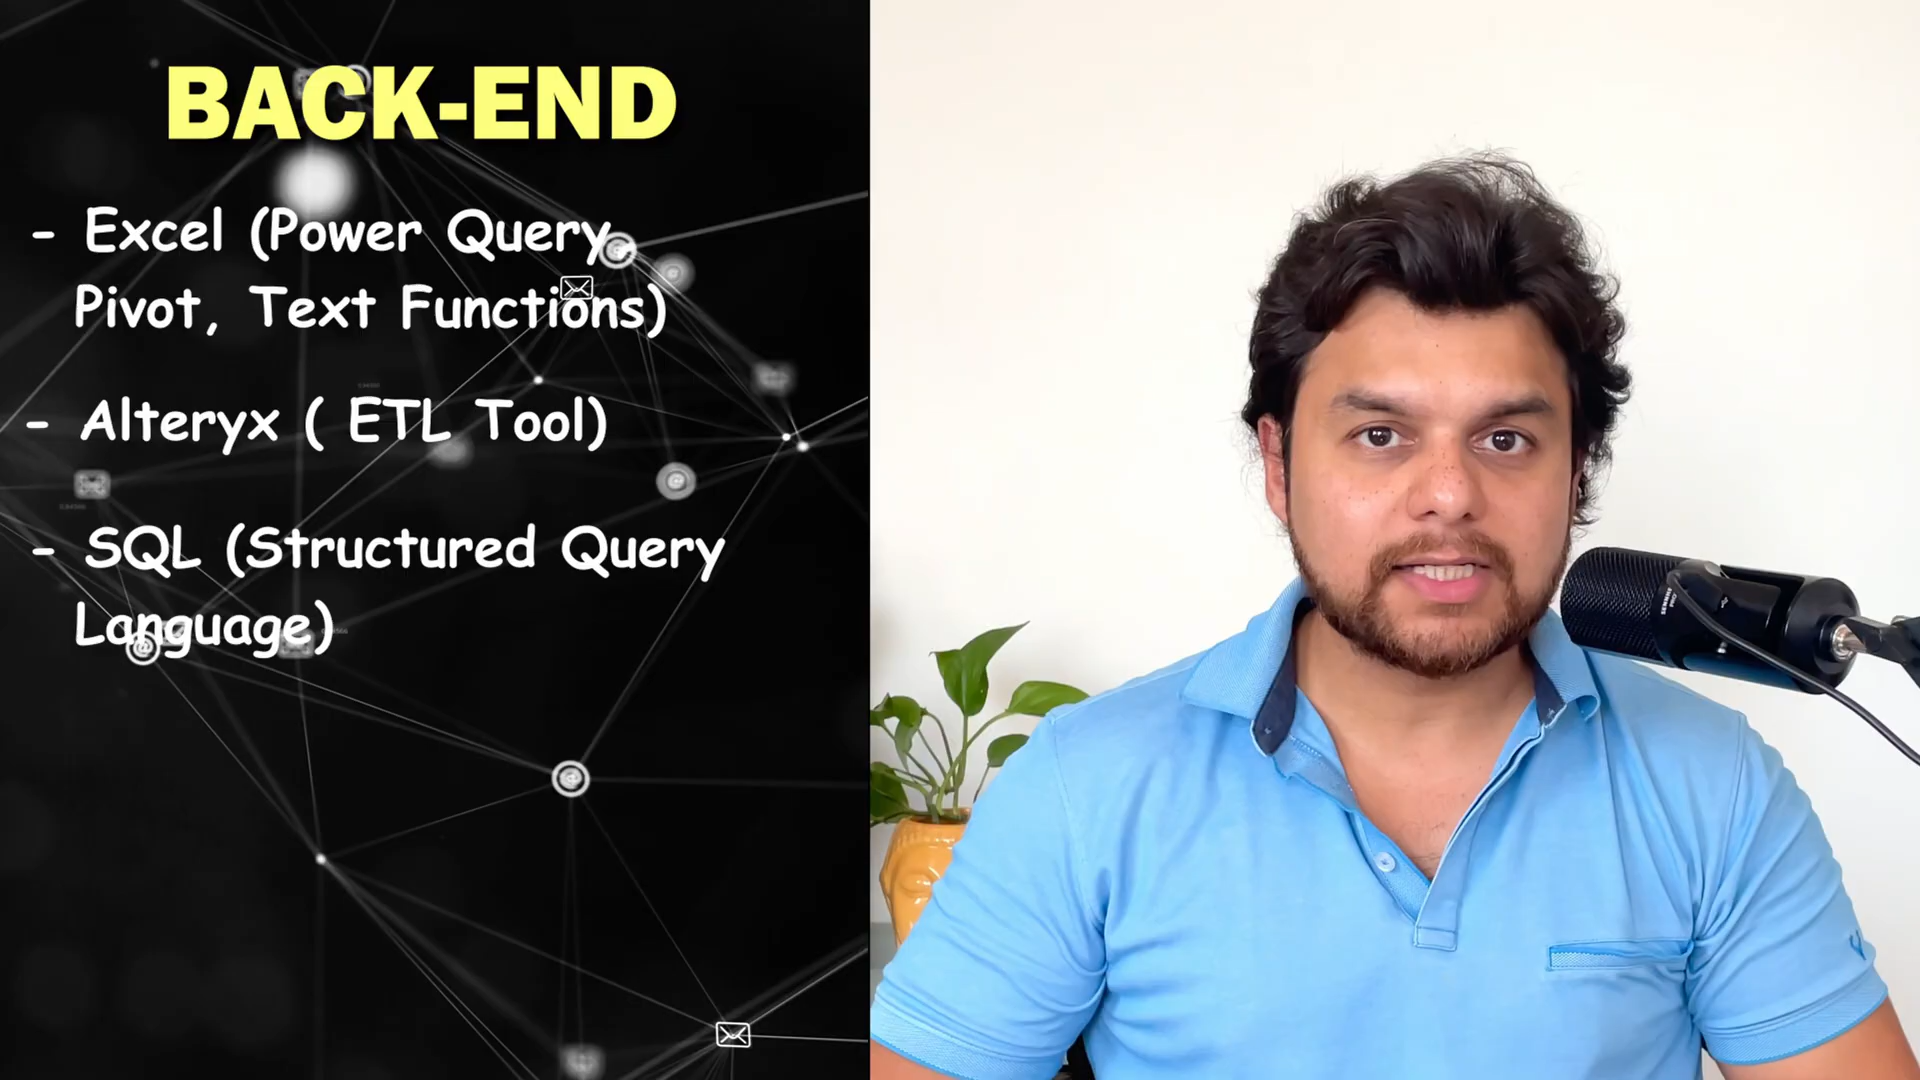 BACK-END
- Excel (Power Query,
Pivot, Text Functions)
- Alteryx ( ETL Tool)
- SQL (Structured Query
Language)